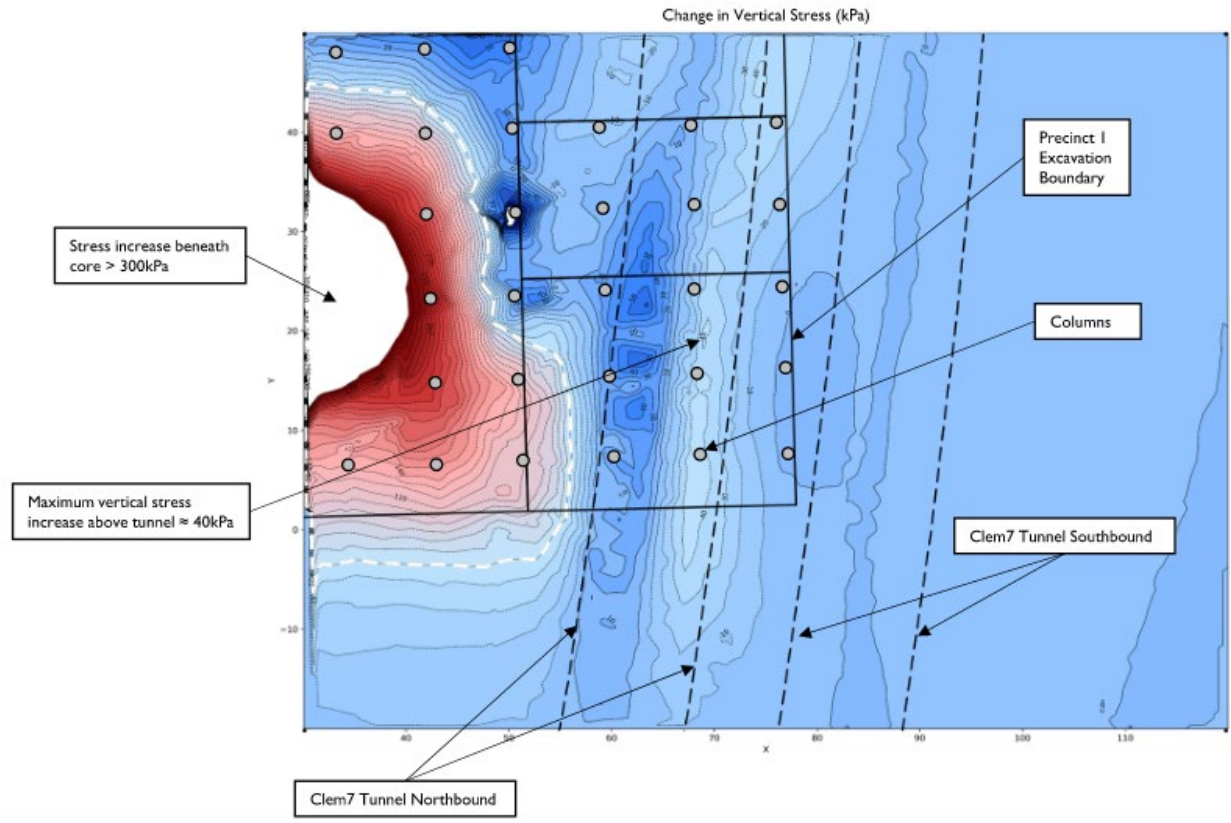 Change in Vertical Stress (kPa)
Precinct 1
Excavation
Boundary
Stress increase beneath
core > 300kPa
Columns
Maximum vertical stress
increase above tunnel ≈ 40kPa
Clem7 Tunnel Southbound
Clem7 Tunnel Northbound
40
30
20
10
0
−10
Y
40
50
60
70
80
90
100
110
X